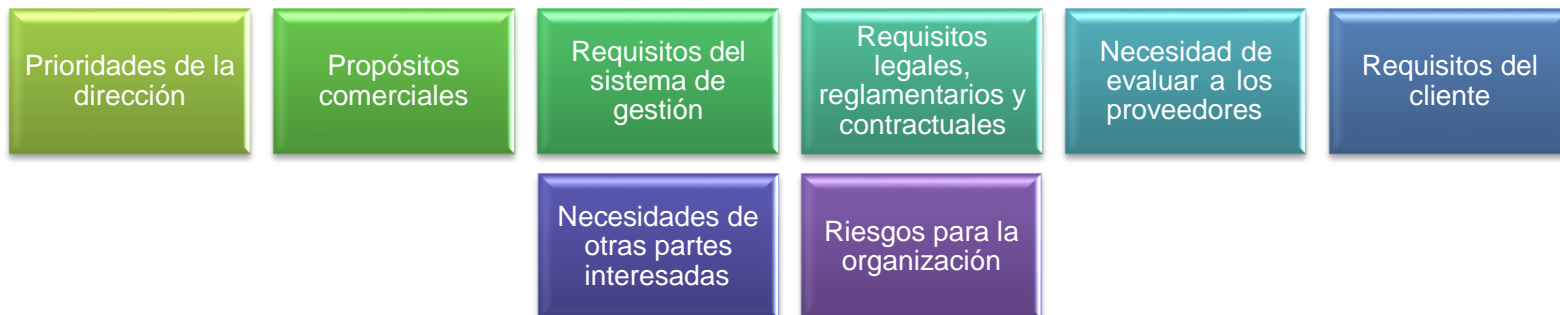 Prioridades de la
dirección
Propósitos
comerciales
Requisitos del
sistema de
gestión
Requisitos
legales,
reglamentarios y
contractuales
Necesidad de
evaluar a los
proveedores
Requisitos del
cliente
Necesidades de
otras partes
interesadas
Riesgos para la
organización